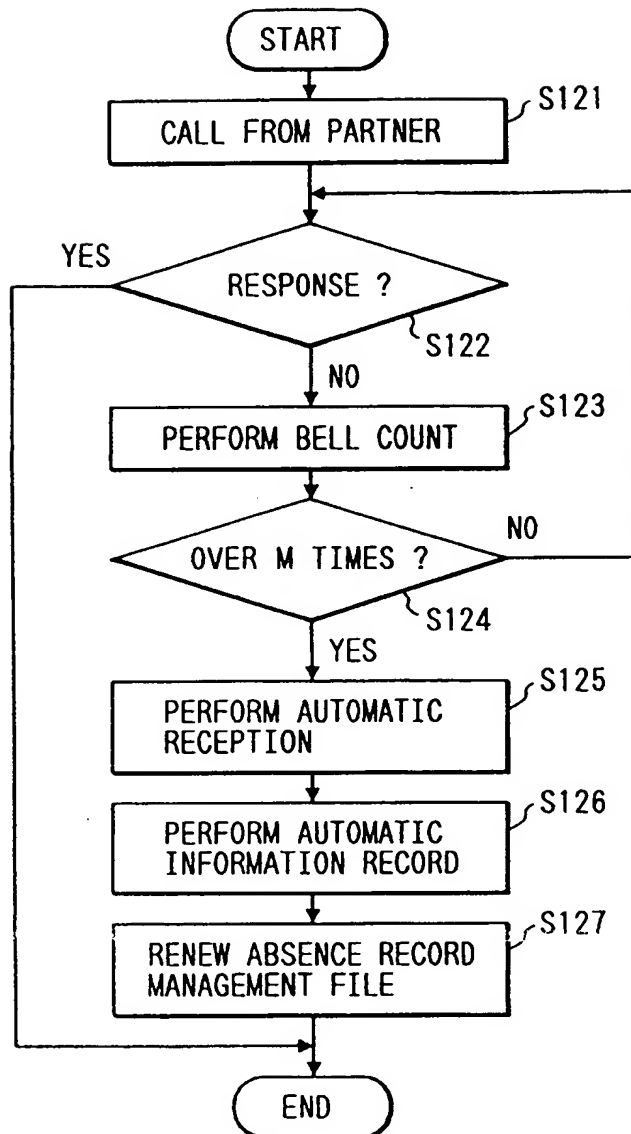 START
S121
CALL FROM PARTNER
YES
RESPONSE ?
S122
NO
S123
PERFORM BELL COUNT
NO
OVER M TIMES ?
S124
YES
S125
PERFORM AUTOMATIC
RECEPTION
S126
PERFORM AUTOMATIC
INFORMATION RECORD
S127
RENEW ABSENCE RECORD
MANAGEMENT FILE
END